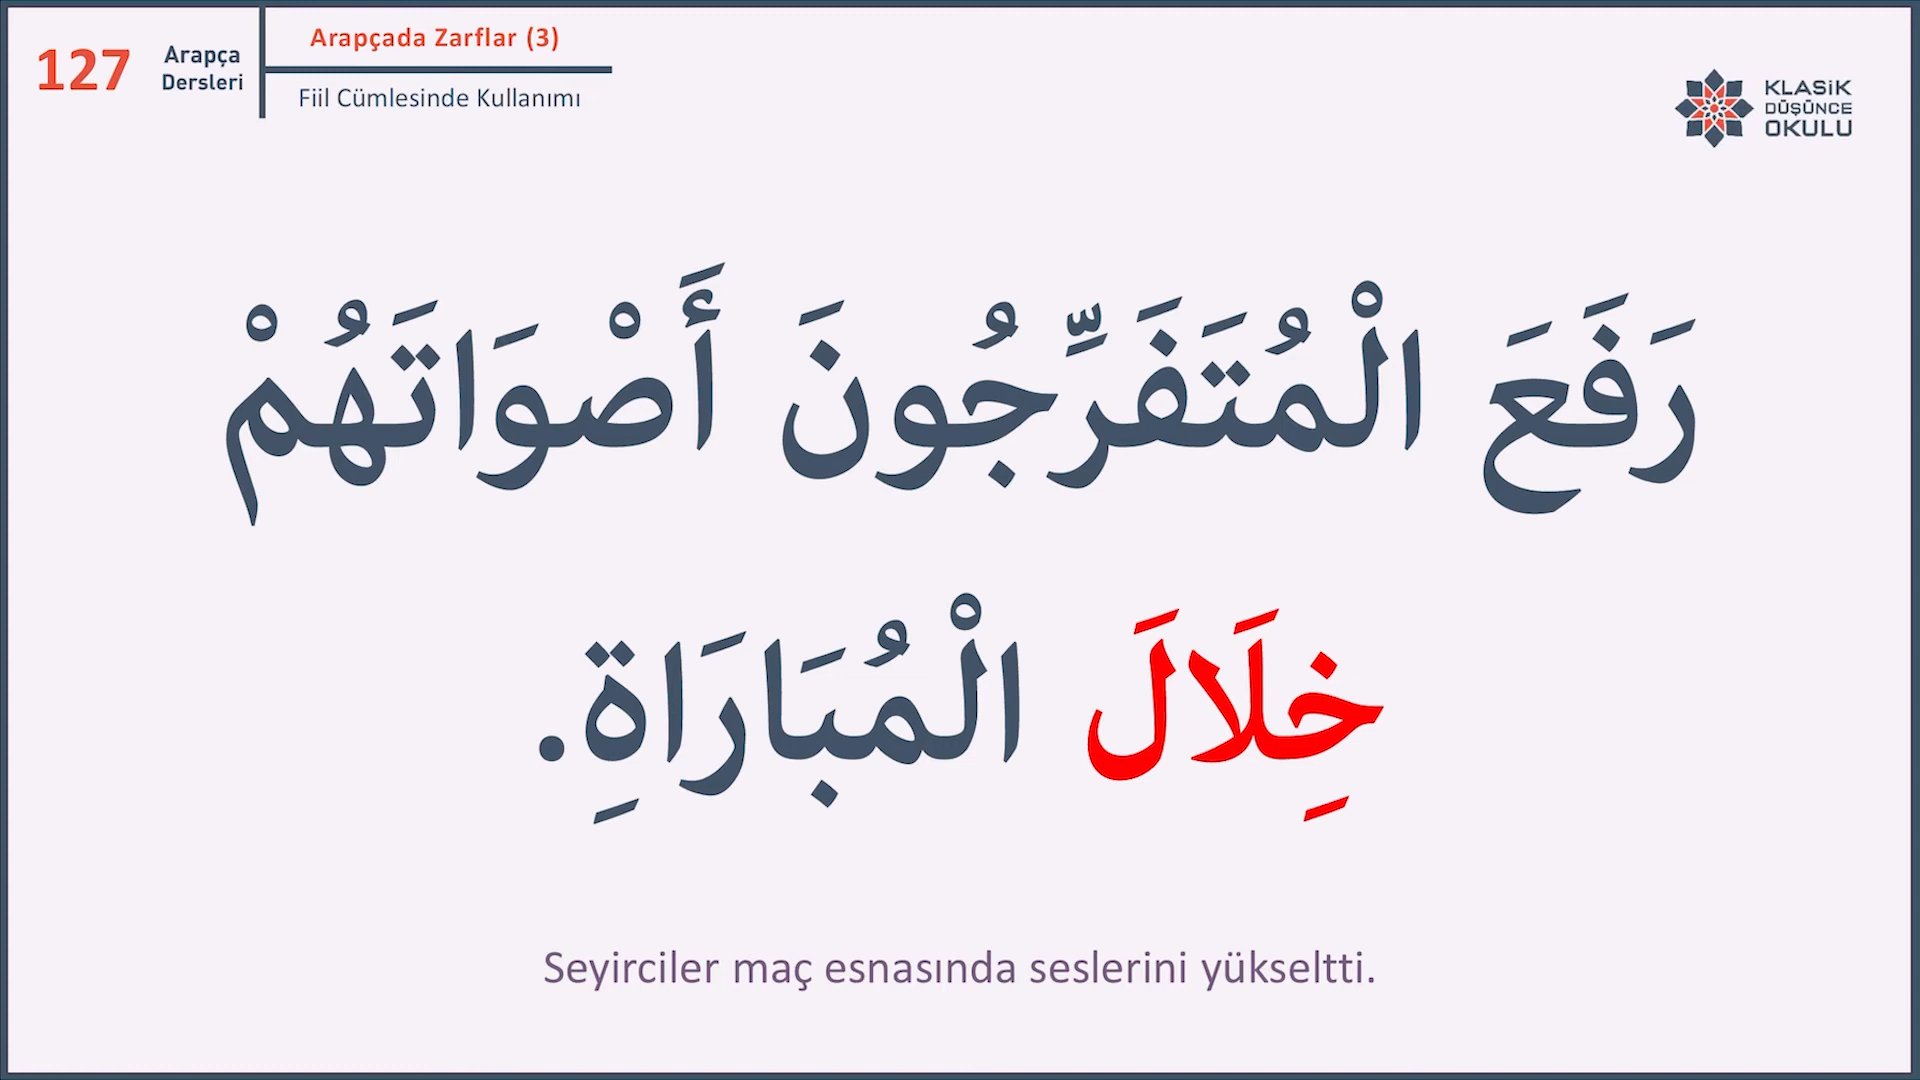 127
Arapça
Dersleri
Arapçada Zarflar (3)
Fiil Cümlesinde Kullanımı
KLASiK
DÜŞÜNCE
OKULU
رَفَعَ الْمُتَفَرِّجُونَ أَصْوَاتَهُمْ
خِلَالَ الْمُبَارَاةِ.
Seyirciler maç esnasında seslerini yükseltti.